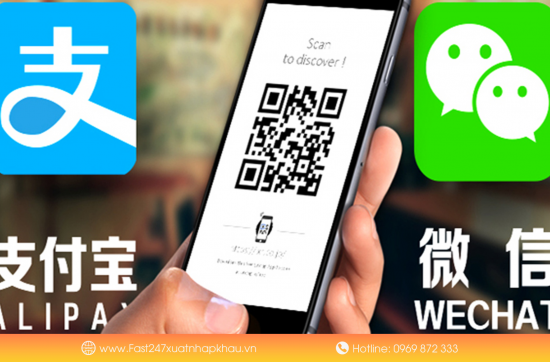 支
Scan
to discover !
支付宝
ALIPAY
微信
WECHAT
www.Fast247xuatnhapkhau.vn
Hotline: 0969 872 333